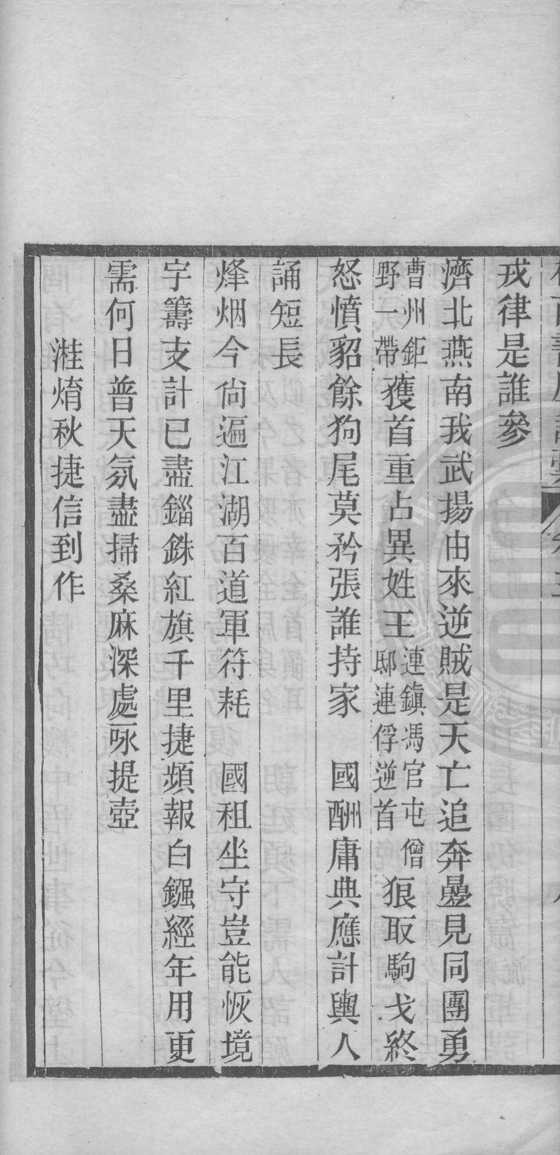 戎律是誰參
濟北燕南我武揚由來逆賊是天亡追奔曡見同團勇
曹州鉅野一帶獲首重占異姓王連鎮馮官屯僧邸連俘逆首狼取駒戈終
怒憤貂餘狗尾莫矜張誰持家 國酬庸典應計輿人
誦短長
烽烟今尙遍江湖百道軍符耗 國租坐守豈能恢境
宇籌支計已盡錙銖紅旗千里捷頻報白鏹經年用更
需何日普天氛盡掃桑麻深處咏提壺
潅焇秋捷信到作